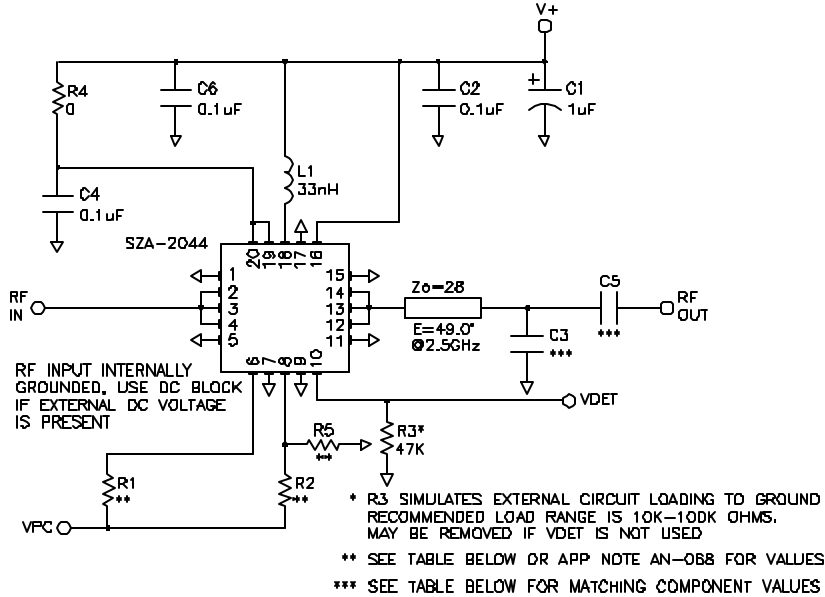 V+
R4
0
C6
0.1uF
C2
0.1uF
C1
+
1uF
L1
33nH
C4
0.1uF
SZA-2044
20
19
18
17
16
1
2
3
4
5
15
14
13
12
11
6
7
8
9
10
RF
IN
Zo=28
E=49.0°
@2.5GHz
C5
***
RF
OUT
C3
***
RF INPUT INTERNALLY
GROUNDED, USE DC BLOCK
IF EXTERNAL DC VOLTAGE
IS PRESENT
VDET
R5
**
R3*
47K
R1
**
R2
**
VPC
* R3 SIMULATES EXTERNAL CIRCUIT LOADING TO GROUND
RECOMMENDED LOAD RANGE IS 10K-100K OHMS.
MAY BE REMOVED IF VDET IS NOT USED
** SEE TABLE BELOW OR APP NOTE AN-068 FOR VALUES
*** SEE TABLE BELOW FOR MATCHING COMPONENT VALUES